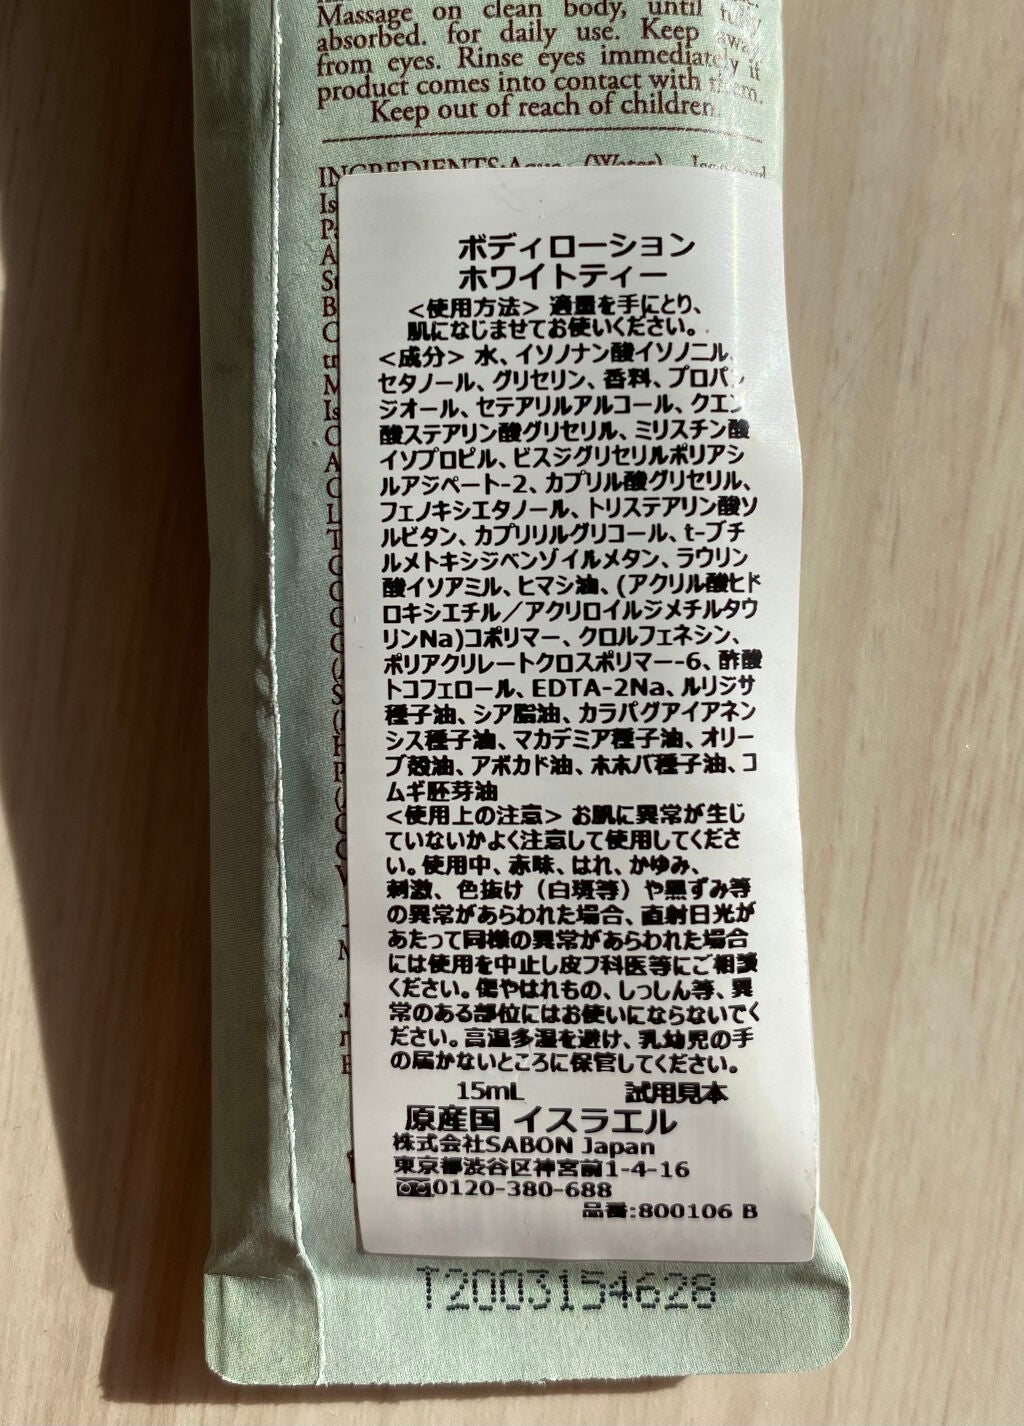 Massage on clean body, until fully
absorbed. for daily use. Keep away
from eyes. Rinse eyes immediately if
product comes into contact with them.
Keep out of reach of children.
INGREDIENTS:Aqua (Water),
ボディローション
ホワイトティー
＜使用方法＞ 適量を手にとり、
肌になじませてお使いください。
＜成分＞ 水、イソノナン酸イソノニル、
セタノール、グリセリン、香料、プロパン
ジオール、セテアリルアルコール、クエン
酸ステアリン酸グリセリル、ミリスチン酸
イソプロピル、ビスジグリセリルポリアシ
ルアジペート-2、カプリル酸グリセリル、
フェノキシエタノール、トリステアリン酸ソ
ルビタン、カプリリルグリコール、t-ブチ
ルメトキシジベンゾイルメタン、ラウリン
酸イソアミル、ヒマシ油、(アクリル酸ヒド
ロキシエチル／アクリロイルジメチルタウ
リンNa)コポリマー、クロルフェネシン、
ポリアクリレートクロスポリマー-6、酢酸
トコフェロール、EDTA-2Na、ルリジサ
種子油、シア脂油、カラパグアイアネン
シス種子油、マカデミア種子油、オリー
ブ殻油、アボカド油、ホホバ種子油、コ
ムギ胚芽油
＜使用上の注意＞ お肌に異常が生じ
ていないかよく注意して使用してくださ
い。使用中、赤味、はれ、かゆみ、
刺激、色抜け（白斑等）や黒ずみ等
の異常があらわれた場合、直射日光が
あたって同様の異常があらわれた場合
には使用を中止し皮フ科医等にご相談
ください。傷やはれもの、しっしん等、異
常のある部位にはお使いにならないでく
ださい。高温多湿を避け、乳幼児の手
の届かないところに保管してください。
15mL 試用見本
原産国 イスラエル
株式会社SABON Japan
東京都渋谷区神宮前1-4-16
0120-380-688
品番:800106 B
T2003154628